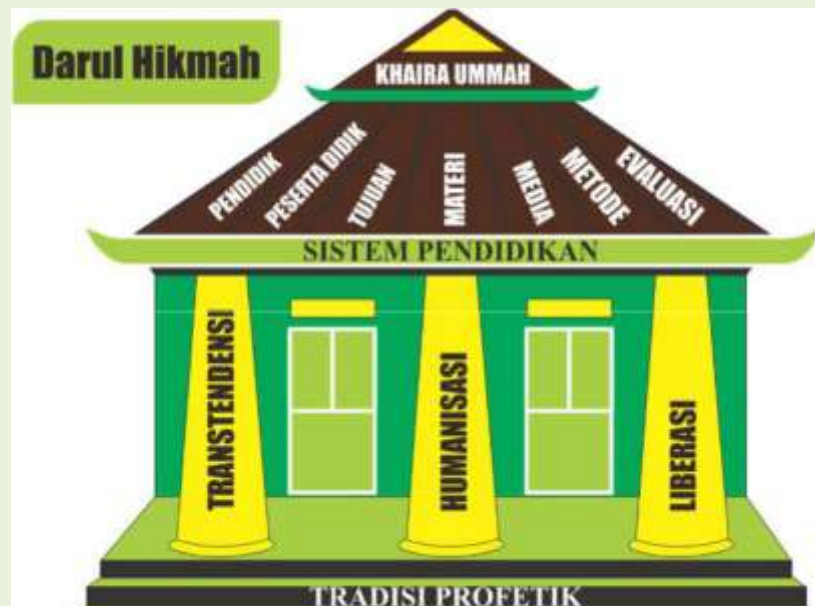 Darul Hikmah
KHAIRA UMMAH
PENDIDIK
PESERTA DIDIK
TUJUAN
MATERI
MEDIA
METODE
EVALUASI
SISTEM PENDIDIKAN
TRANSTENDENSI
HUMANISASI
LIBERASI
TRADISI PROFETIK